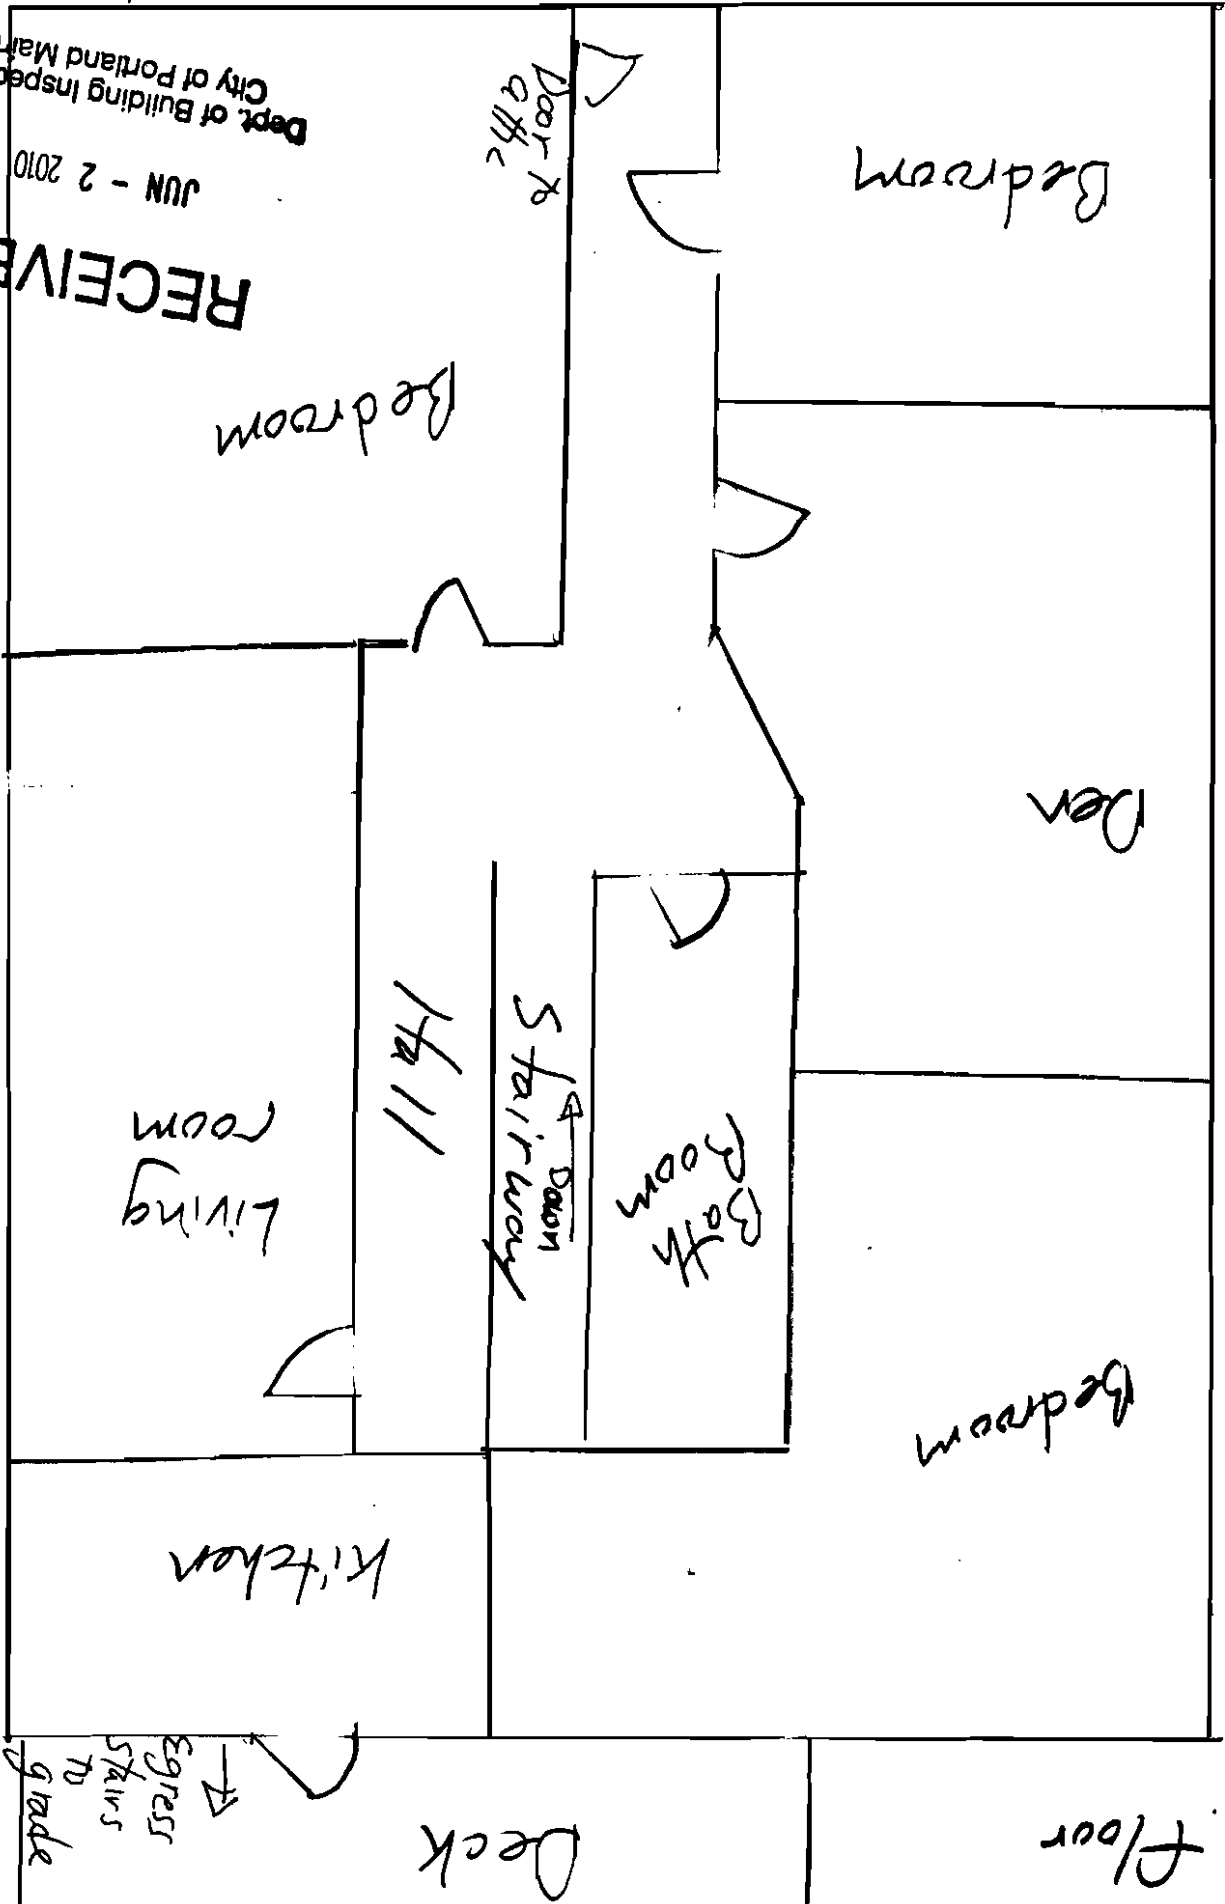 floor
Deck
Egress
Stairs
to
grade
Kitchen
Bedroom
Living
room
Hall
Stairway
Down
Bath
Room
Den
Bedroom
Bedroom
Door to
attic
RECEIVE
JUN - 2 2010
Dept. of Building Inspec
City of Portland Mai